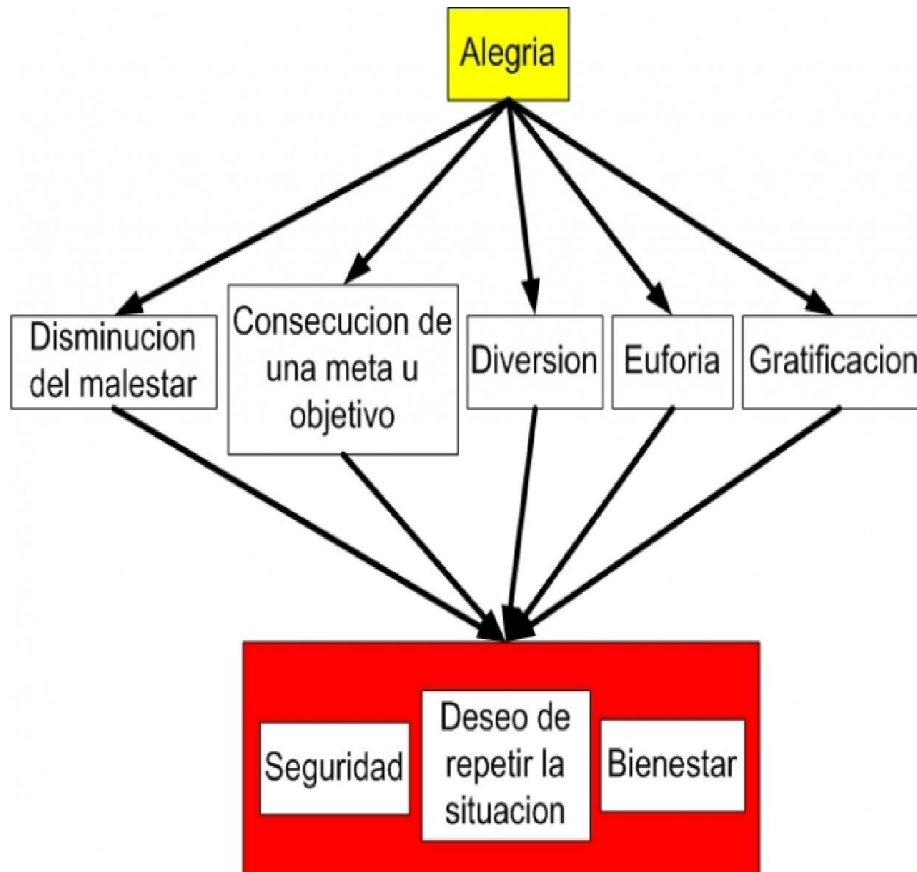 Alegria
Disminucion
del malestar
Consecucion de
una meta u
objetivo
Diversion
Euforia
Gratificacion
Seguridad
Deseo de
repetir la
situacion
Bienestar